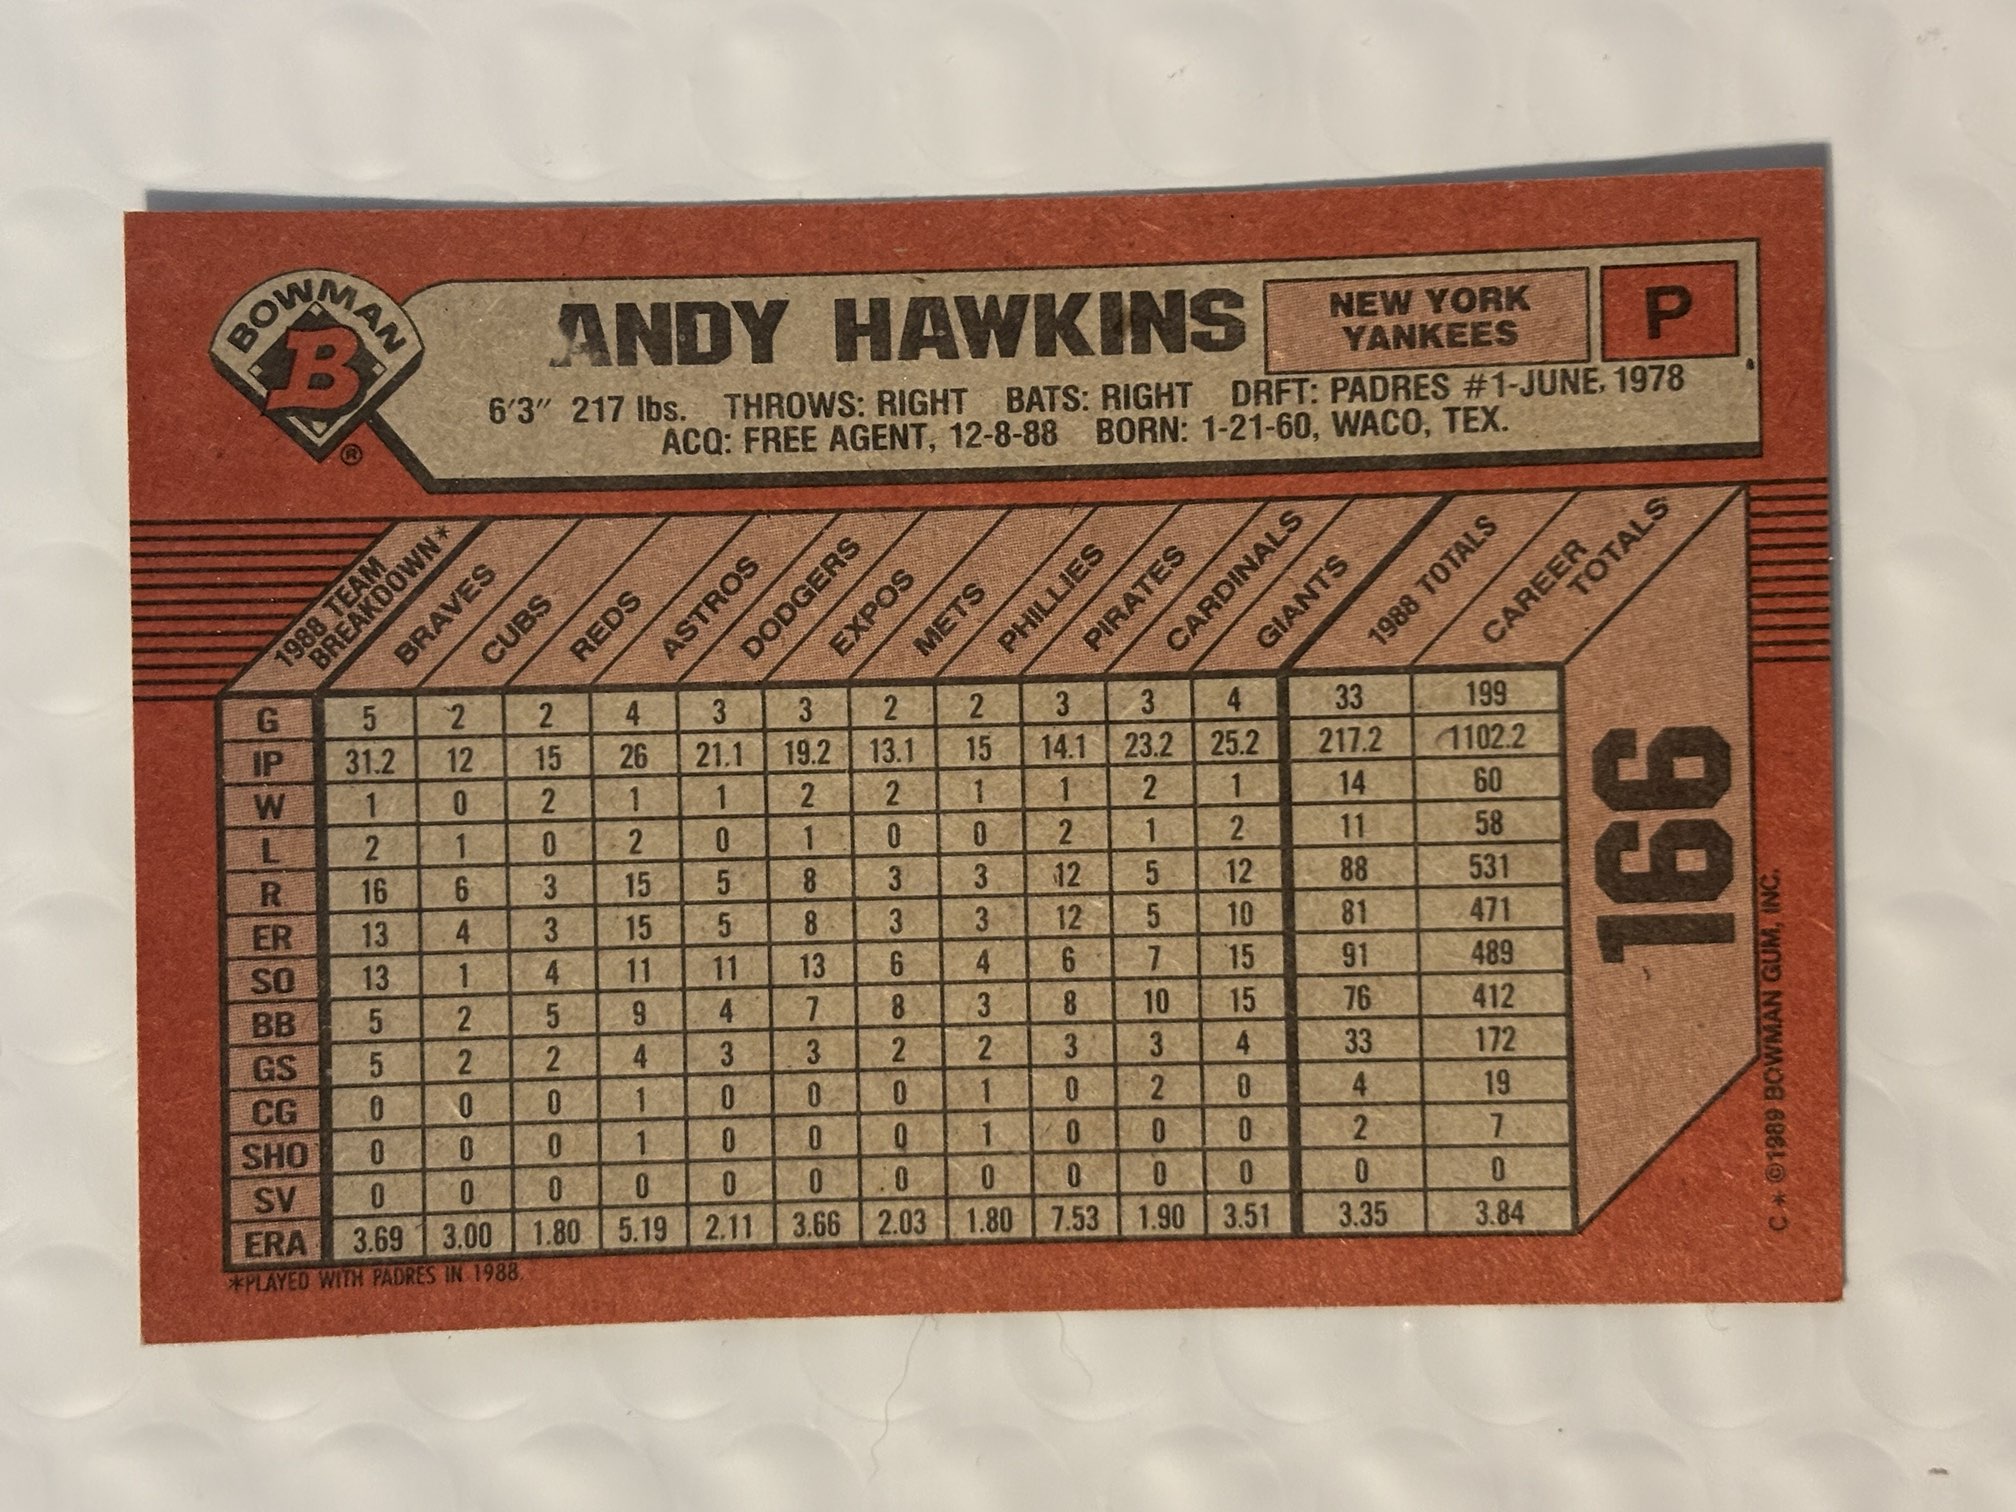 BOWMAN
B
®
ANDY HAWKINS
NEW YORK
YANKEES
P
6'3" 217 lbs. THROWS: RIGHT BATS: RIGHT DRFT: PADRES #1-JUNE, 1978
ACQ: FREE AGENT, 12-8-88 BORN: 1-21-60, WACO, TEX.
1988 TEAM BREAKDOWN* BRAVES CUBS REDS ASTROS DODGERS EXPOS METS PHILLIES PIRATES CARDINALS GIANTS 1988 TOTALS CAREER TOTALS
G 5 2 2 4 3 3 2 2 3 3 4 33 199
IP 31.2 12 15 26 21.1 19.2 13.1 15 14.1 23.2 25.2 217.2 1102.2
W 1 0 2 1 1 2 2 1 1 2 1 14 60
L 2 1 0 2 0 1 0 0 2 1 2 11 58
R 16 6 3 15 5 8 3 3 12 5 12 88 531
ER 13 4 3 15 5 8 3 3 12 5 10 81 471
SO 13 1 4 11 11 13 6 4 6 7 15 91 489
BB 5 2 5 9 4 7 8 3 8 10 15 76 412
GS 5 2 2 4 3 3 2 2 3 3 4 33 172
CG 0 0 0 1 0 0 0 1 0 2 0 4 19
SHO 0 0 0 1 0 0 0 1 0 0 0 2 7
SV 0 0 0 0 0 0 0 0 0 0 0 0 0
ERA 3.69 3.00 1.80 5.19 2.11 3.66 2.03 1.80 7.53 1.90 3.51 3.35 3.84
*PLAYED WITH PADRES IN 1988
166
C* ©1989 BOWMAN GUM, INC.